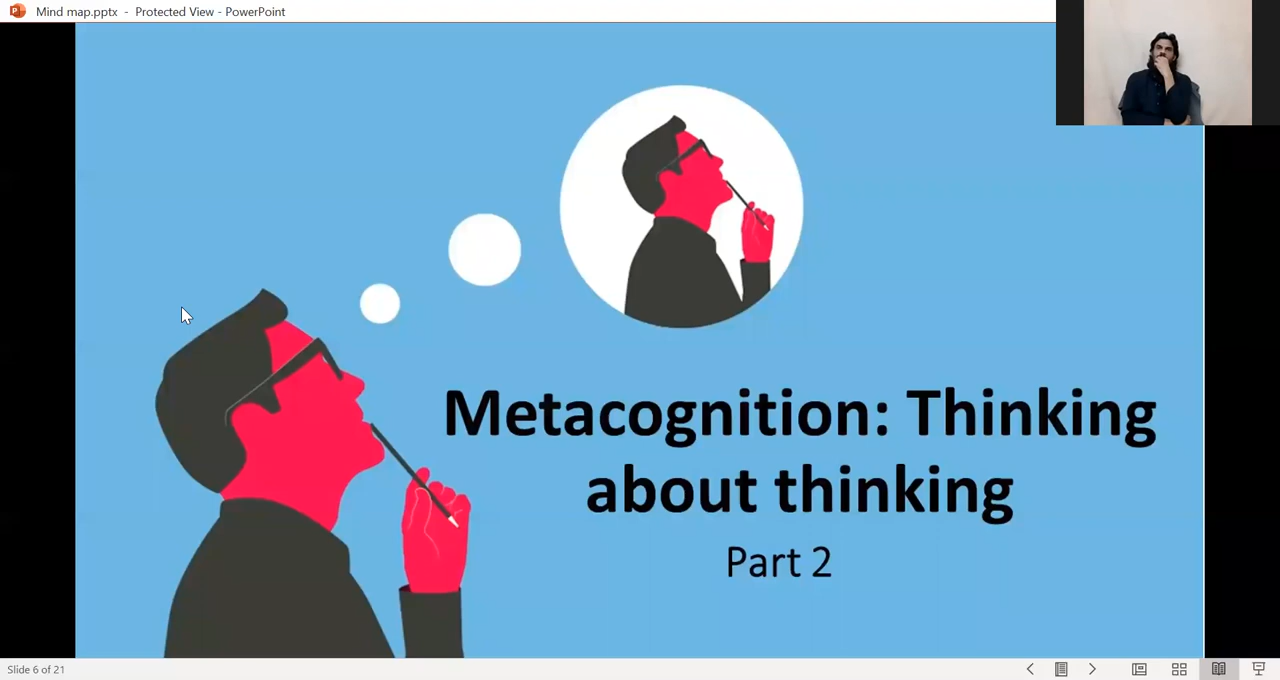 Mind map.pptx - Protected View - PowerPoint
Metacognition: Thinking
about thinking
Part 2
Slide 6 of 21